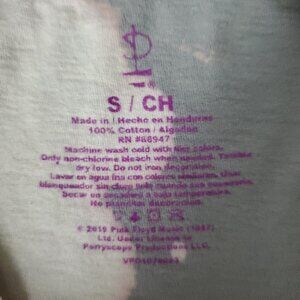 S / CH
Made in / Hecho en Honduras
100% Cotton / Algodon
RN #66947
Machine wash cold with like colors.
Only non-chlorine bleach when needed. Tumble
dry low. Do not iron decoration.
Lavar en agua fria con colores similares. Usar
blanqueador sin cloro solo cuando sea necesario.
Secar en secadora a baja temperatura.
No planchar decoracion.
© 2019 Pink Floyd Music (1987)
Ltd. Under License to
Perryscope Productions LLC.